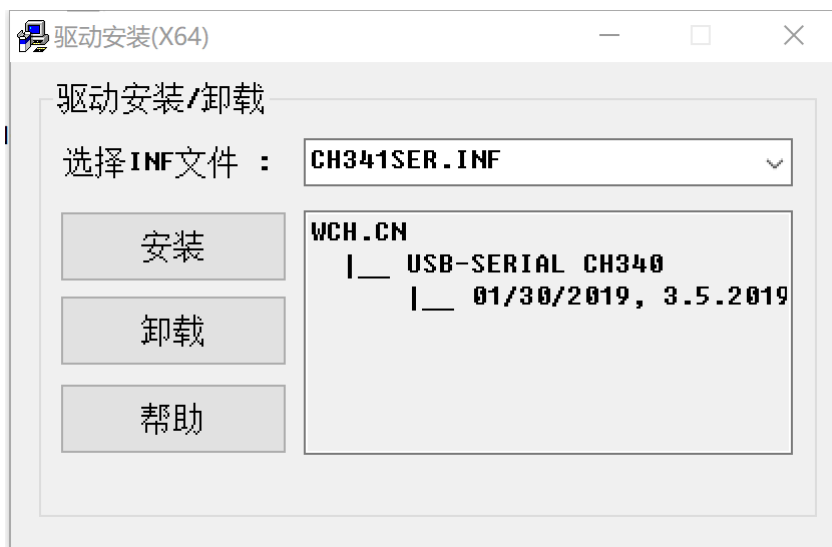 驱动安装(X64)
驱动安装/卸载
选择INF文件 : CH341SER.INF
安装
卸载
帮助
WCH.CN
|__ USB-SERIAL CH340
|__ 01/30/2019, 3.5.2019